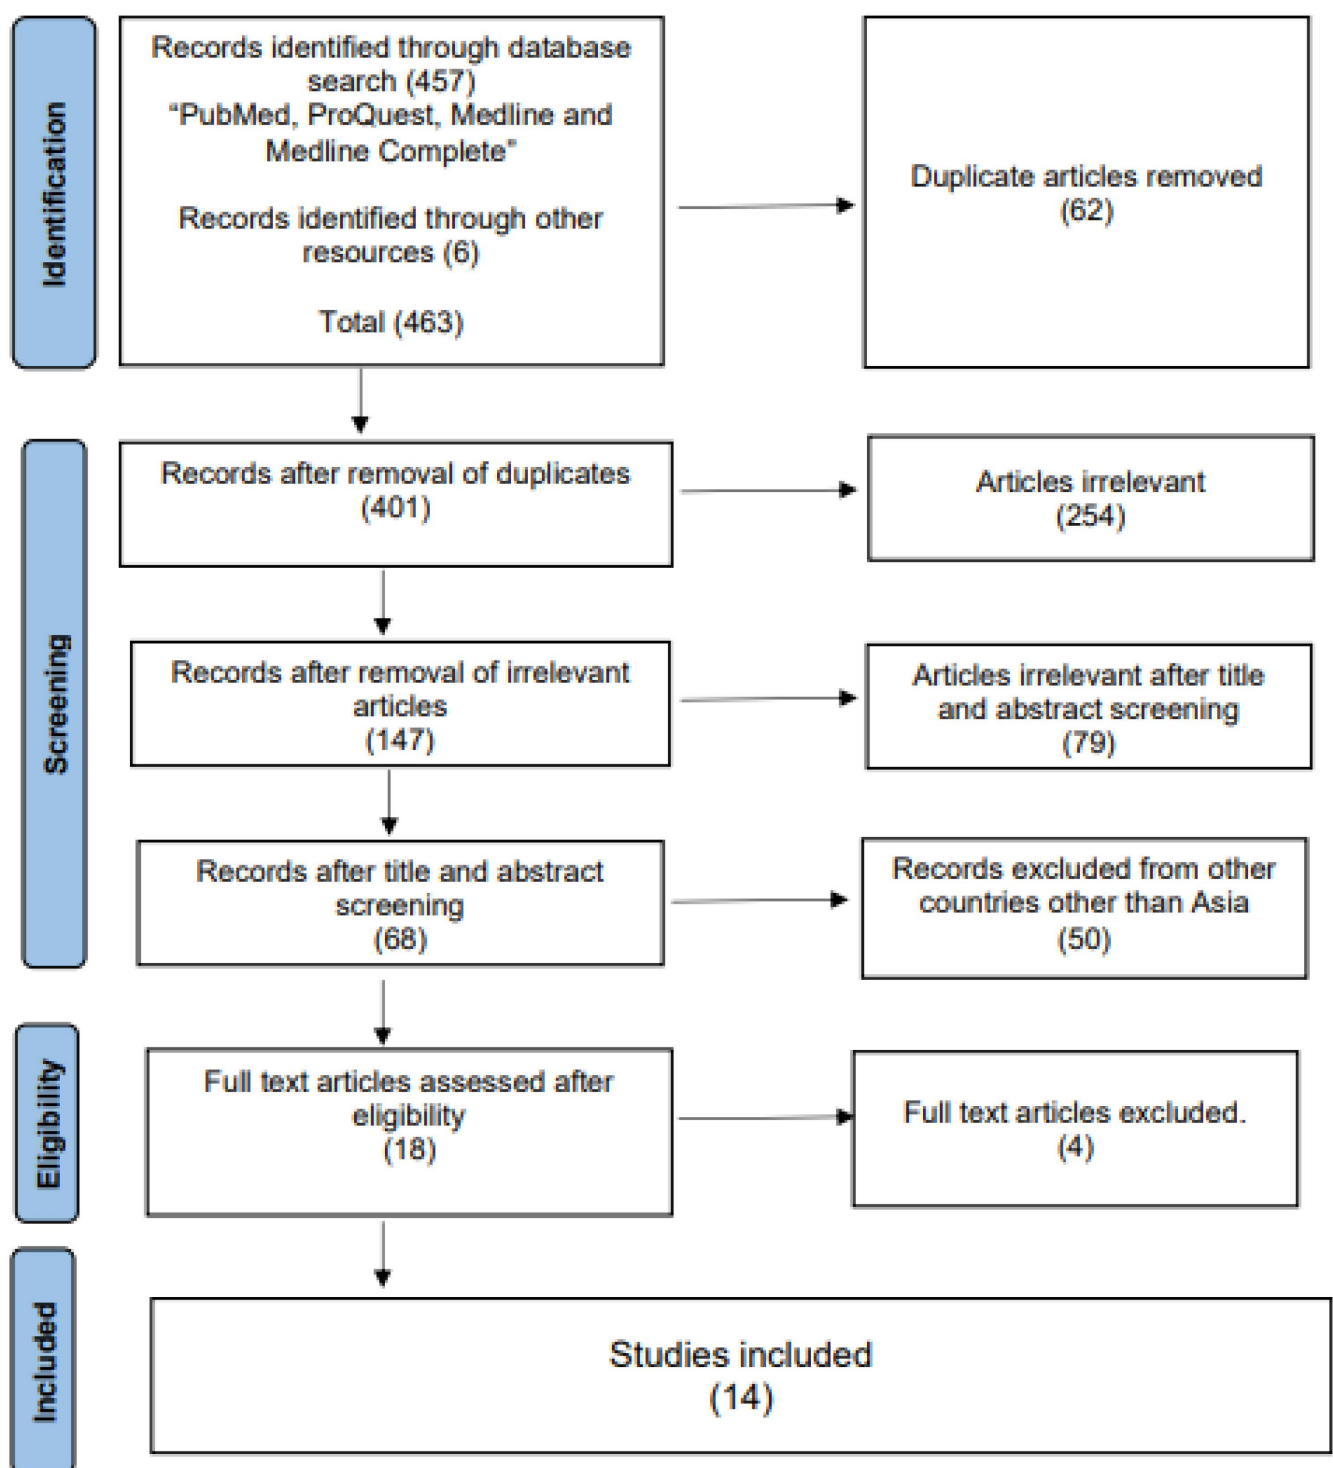 Identification
Records identified through database
search (457)
“PubMed, ProQuest, Medline and
Medline Complete”
Records identified through other
resources (6)
Total (463)
Duplicate articles removed
(62)
Screening
Records after removal of duplicates
(401)
Articles irrelevant
(254)
Records after removal of irrelevant
articles
(147)
Articles irrelevant after title
and abstract screening
(79)
Records after title and abstract
screening
(68)
Records excluded from other
countries other than Asia
(50)
Eligibility
Full text articles assessed after
eligibility
(18)
Full text articles excluded.
(4)
Included
Studies included
(14)